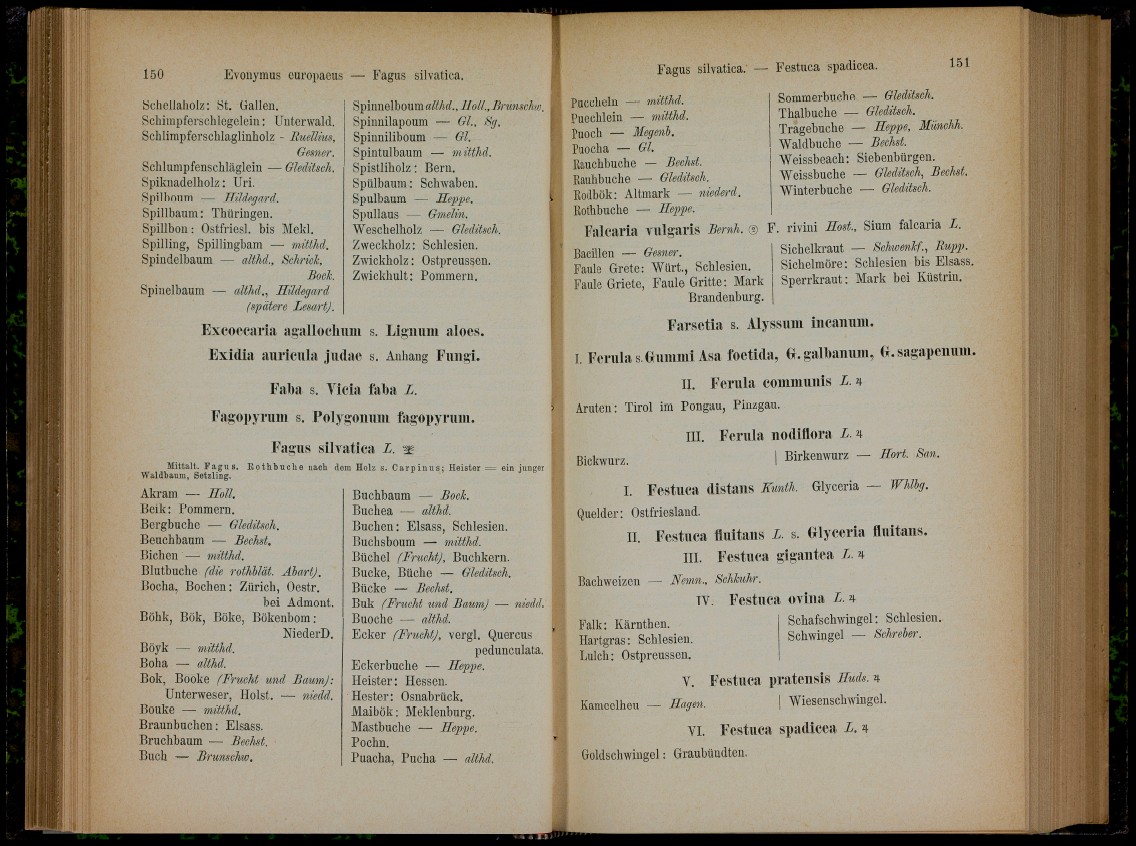 150 Evonymus europaeus — Fagus silvatica.
Schellaholz: St. Gallen.
Schimpferschlegelein: Unterwald.
Schlimpferschlaglinholz - Ruellius,
Gesner.
Schlumpfenschläglein — Gleditsch.
Spiknadelholz: Uri.
Spilboum — Hildegard.
Spillbaum: Thüringen.
Spillbon: Ostfriesl. bis Mekl.
Spilling, Spillingbam — mitthd.
Spindelbaum — althd., Schrick,
Bock.
Spinelbaum — althd., Hildegard
(spätere Lesart).
Spinnelboum althd., Holl., Brunschw.
Spinnilapoum — Gl., Sg.
Spinniliboum — Gl.
Spintulbaum — mitthd.
Spistliholz: Bern.
Spülbaum: Schwaben.
Spulbaum — Heppe.
Spullaus — Gmelin.
Weschelholz — Gleditsch.
Zweckholz: Schlesien.
Zwickholz: Ostpreussen.
Zwickhult: Pommern.
Excoecaria agallochum s. Lignum aloes.
Exidia auricula judae s. Anhang Fungi.
Faba s. Vicia faba L.
Fagopyrum s. Polygonum fagopyrum.
Fagus silvatica L.
Mittalt. Fagus. Rothbuche nach dem Holz s. Carpinus; Heister = ein junger
Waldbaum, Setzling.
Akram — Holl.
Beik: Pommern.
Bergbuche — Gleditsch.
Beuchbaum — Bechst.
Bichen — mitthd.
Blutbuche (die rothblät. Abart).
Bocha, Bochen: Zürich, Oestr.
bei Admont.
Böhk, Bök, Böke, Bökenbom:
NiederD.
Böyk — mitthd.
Boha — althd.
Bok, Booke (Frucht und Baum):
Unterweser, Holst. — niedd.
Bouke — mitthd.
Braunbuchen: Elsass.
Bruchbaum — Bechst.
Buch — Brunschw.
Buchbaum — Bock.
Buchea — althd.
Buchen: Elsass, Schlesien.
Buchsboum — mitthd.
Büchel (Frucht), Buchkern.
Bucke, Büche — Gleditsch.
Bücke — Bechst.
Buk (Frucht und Baum) — niedd.
Buoche — althd.
Ecker (Frucht), vergl. Quercus
pedunculata.
Eckerbuche — Heppe.
Heister: Hessen.
Hester: Osnabrück.
Maibök: Meklenburg.
Mastbuche — Heppe.
Pochn.
Puacha, Pucha — althd.
Fagus silvatica. — Festuca spadicea. 151
Puecheln — mitthd.
Puechlein — mitthd.
Puoch — Megenb.
Puocha — Gl.
Rauchbuche — Bechst.
Rauhbuche — Gleditsch.
Rodbök: Altmark — niederd.
Rothbuche — Heppe.
Sommerbuche — Gleditsch.
Thalbuche — Gleditsch.
Tragebuche — Heppe, Münchh.
Waldbuche — Bechst.
Weissbeach: Siebenbürgen.
Weissbuche — Gleditsch, Bechst.
Winterbuche — Gleditsch.
Falcaria vulgaris Bernh. ② F. rivini Host., Sium falcaria L.
Bacillen — Gesner.
Faule Grete: Würt., Schlesien.
Faule Griete, Faule Gritte: Mark
Brandenburg.
Sichelkraut — Schwenkf., Rupp.
Sichelmöre: Schlesien bis Elsass.
Sperrkraut: Mark bei Küstrin.
Farsetia s. Alyssum incanum.
I. Ferula s. Gummi Asa foetida, G. galbanum, G. sagapenum.
II. Ferula communis L. ♃
Aruten: Tirol im Pongau, Pinzgau.
III. Ferula nodiflora L. ♃
Bickwurz.
Birkenwurz — Hort. San.
I. Festuca distans Kunth. Glyceria — Whlbg.
Quelder: Ostfriesland.
II. Festuca fluitans L. s. Glyceria fluitans.
III. Festuca gigantea L. ♃
Bachweizen — Nemn., Schkuhr.
IV. Festuca ovina L. ♃
Falk: Kärnthen.
Hartgras: Schlesien.
Lulch: Ostpreussen.
Schafschwingel: Schlesien.
Schwingel — Schreber.
V. Festuca pratensis Huds. ♃
Kameelheu — Hagen.
Wiesenschwingel.
VI. Festuca spadicea L. ♃
Goldschwingel: Graubündten.